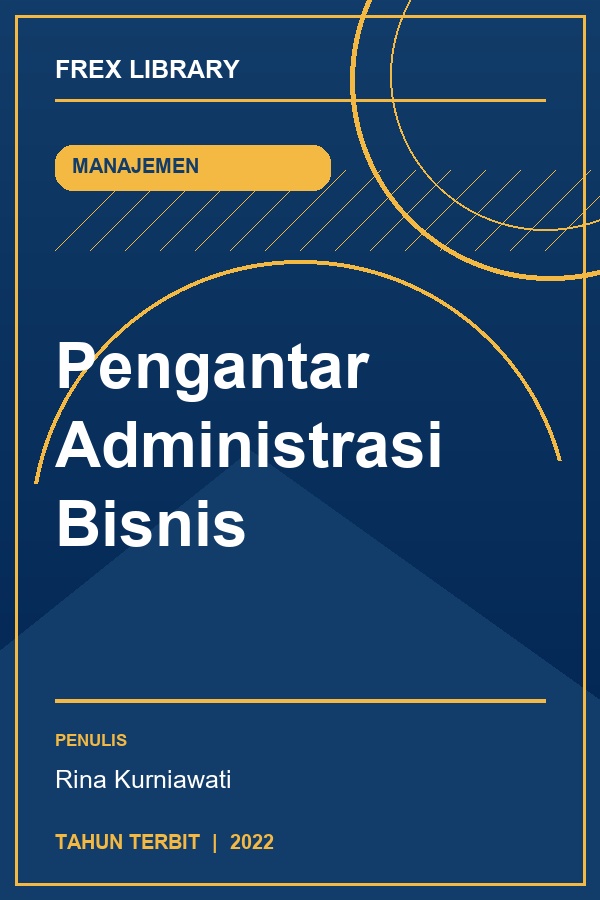 FREX LIBRARY
MANAJEMEN
Pengantar
Administrasi
Bisnis
PENULIS
Rina Kurniawati
TAHUN TERBIT | 2022